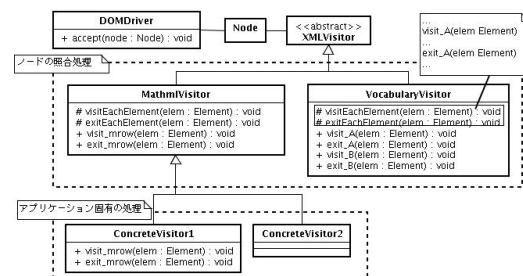 DOMDriver
+ accept(node : Node) : void
Node
<<abstract>>
XMLVisitor
...
visit_A(elem Element)
...
exit_A(elem Element)
...
ノードの照合処理
MathmlVisitor
# visitEachElement(elem : Element) : void
# exitEachElement(elem : Element) : void
+ visit_mrow(elem : Element) : void
+ exit_mrow(elem : Element) : void
VocabularyVisitor
# visitEachElement(elem : Element) : void
# exitEachElement(elem : Element) : void
+ visit_A(elem : Element) : void
+ exit_A(elem : Element) : void
+ visit_B(elem : Element) : void
+ exit_B(elem : Element) : void
アプリケーション固有の処理
ConcreteVisitor1
+ visit_mrow(elem : Element) : void
+ exit_mrow(elem : Element) : void
ConcreteVisitor2